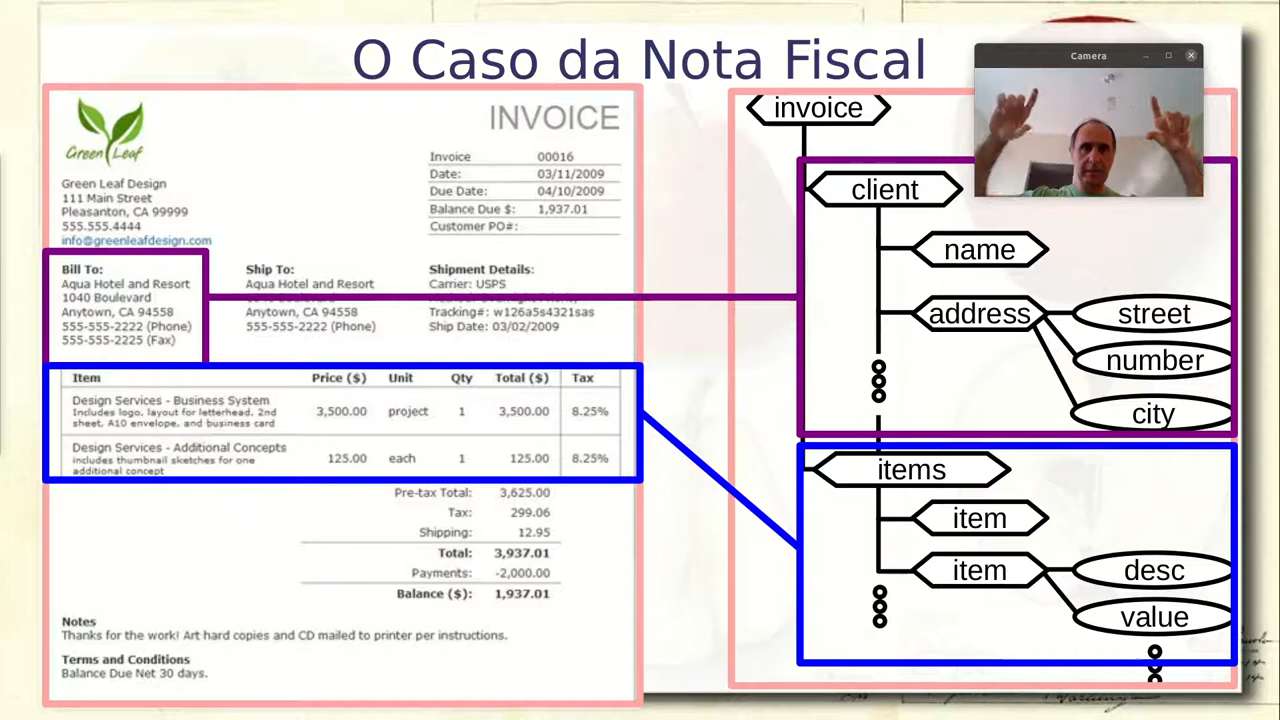 O Caso da Nota Fiscal
Camera
Green Leaf
INVOICE
Invoice 00016
Date: 03/11/2009
Due Date: 04/10/2009
Balance Due $: 1,937.01
Customer PO#:
Green Leaf Design
111 Main Street
Pleasanton, CA 99999
555.555.4444
info@greenleafdesign.com
Bill To:
Aqua Hotel and Resort
1040 Boulevard
Anytown, CA 94558
555-555-2222 (Phone)
555-555-2225 (Fax)
Ship To:
Aqua Hotel and Resort
Anytown, CA 94558
555-555-2222 (Phone)
Shipment Details:
Carrier: USPS
Tracking#: w126a5s4321sas
Ship Date: 03/02/2009
Item Price ($) Unit Qty Total ($) Tax
Design Services - Business System
Includes logo, layout for letterhead, 2nd
sheet, A10 envelope, and business card
3,500.00 project 1 3,500.00 8.25%
Design Services - Additional Concepts
includes thumbnail sketches for one
additional concept
125.00 each 1 125.00 8.25%
Pre-tax Total: 3,625.00
Tax: 299.06
Shipping: 12.95
Total: 3,937.01
Payments: -2,000.00
Balance ($): 1,937.01
Notes
Thanks for the work! Art hard copies and CD mailed to printer per instructions.
Terms and Conditions
Balance Due Net 30 days.
invoice
client
name
address
street
number
city
items
item
item
desc
value